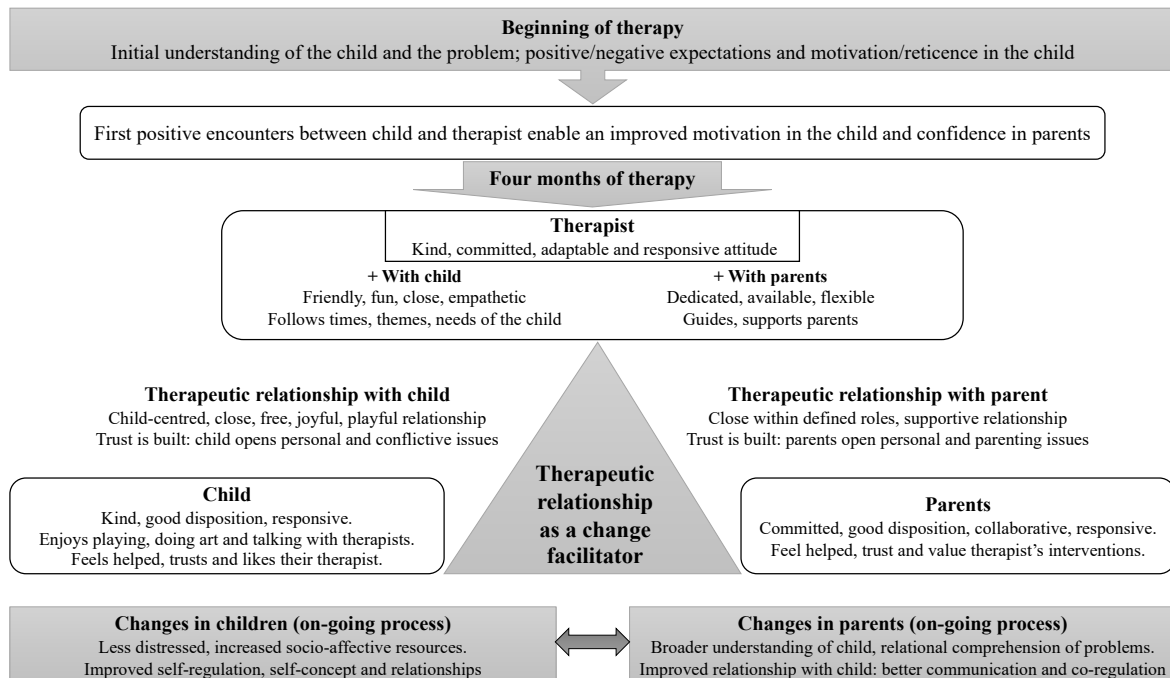 Beginning of therapy
Initial understanding of the child and the problem; positive/negative expectations and motivation/reticence in the child
First positive encounters between child and therapist enable an improved motivation in the child and confidence in parents
Four months of therapy
Therapist
Kind, committed, adaptable and responsive attitude
+ With child
Friendly, fun, close, empathetic
Follows times, themes, needs of the child
+ With parents
Dedicated, available, flexible
Guides, supports parents
Therapeutic relationship with child
Child-centred, close, free, joyful, playful relationship
Trust is built: child opens personal and conflictive issues
Therapeutic relationship with parent
Close within defined roles, supportive relationship
Trust is built: parents open personal and parenting issues
Child
Kind, good disposition, responsive.
Enjoys playing, doing art and talking with therapists.
Feels helped, trusts and likes their therapist.
Therapeutic
relationship
as a change
facilitator
Parents
Committed, good disposition, collaborative, responsive.
Feel helped, trust and value therapist’s interventions.
Changes in children (on-going process)
Less distressed, increased socio-affective resources.
Improved self-regulation, self-concept and relationships
Changes in parents (on-going process)
Broader understanding of child, relational comprehension of problems.
Improved relationship with child: better communication and co-regulation